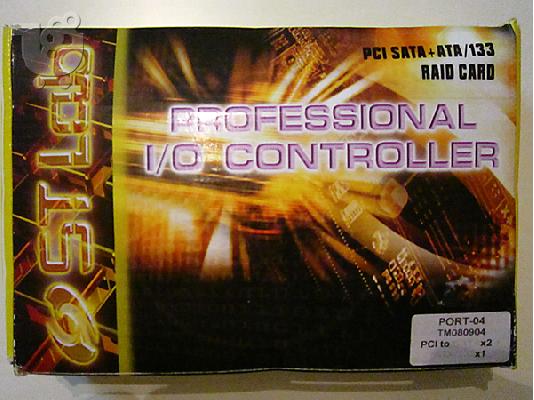 PCI SATA+ATA/133
RAID CARD
PROFESSIONAL
I/O CONTROLLER
ST Lab
PORT-04
TM080904
PCI to x2
x1